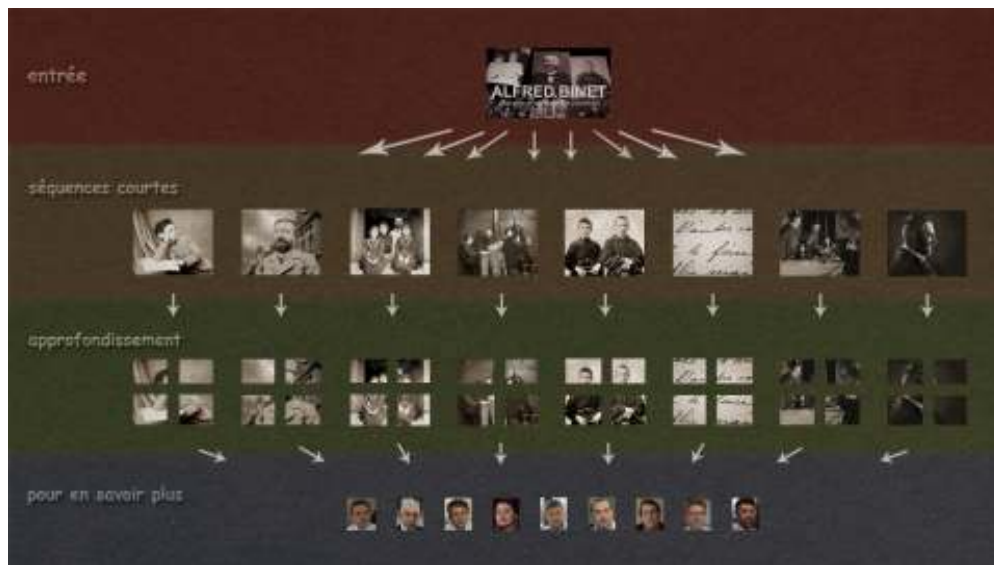 entrée
ALFRED BINET
séquences courtes
approfondissement
pour en savoir plus